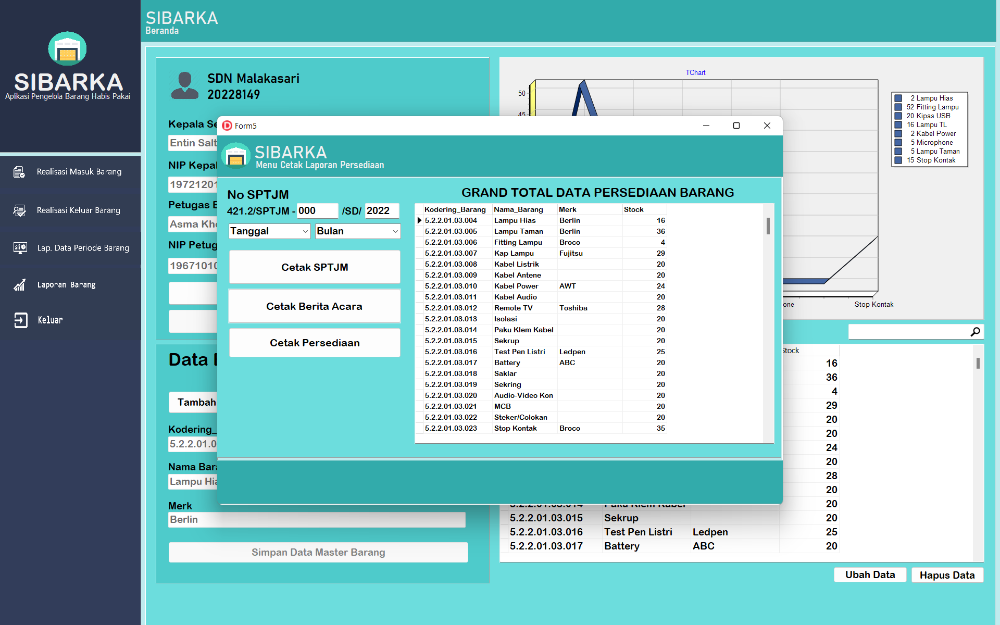 SIBARKA
Aplikasi Pengelola Barang Habis Pakai
Realisasi Masuk Barang
Realisasi Keluar Barang
Lap. Data Periode Barang
Laporan Barang
Keluar
SIBARKA
Beranda
SDN Malakasari
20228149
Kepala
Entin
NIP
Petugas
Asma
NIP
Data
Tambah
Kodering_
5.2.2.01.0
Nama
Lampu
Merk
Berlin
Simpan Data Master Barang
TChart
50
45
2 Lampu Hias
52 Fitting Lampu
20 Kipas USB
16 Lampu TL
2 Kabel Power
5 Microphone
5 Lampu Taman
15 Stop Kontak
one
Stop Kontak
Form5
SIBARKA
Menu Cetak Laporan Persediaan
No SPTJM
421.2/SPTJM - 000 /SD/ 2022
Tanggal Bulan
Cetak SPTJM
Cetak Berita Acara
Cetak Persediaan
GRAND TOTAL DATA PERSEDIAAN BARANG
Kodering_Barang Nama_Barang Merk Stock
5.2.2.01.03.004 Lampu Hias Berlin 16
5.2.2.01.03.005 Lampu Taman Berlin 36
5.2.2.01.03.006 Fitting Lampu Broco 4
5.2.2.01.03.007 Kap Lampu Fujitsu 29
5.2.2.01.03.008 Kabel Listrik 20
5.2.2.01.03.009 Kabel Antene 20
5.2.2.01.03.010 Kabel Power AWT 24
5.2.2.01.03.011 Kabel Audio 20
5.2.2.01.03.012 Remote TV Toshiba 28
5.2.2.01.03.013 Isolasi 20
5.2.2.01.03.014 Paku Klem Kabel 20
5.2.2.01.03.015 Sekrup 20
5.2.2.01.03.016 Test Pen Listri Ledpen 25
5.2.2.01.03.017 Battery ABC 20
5.2.2.01.03.018 Saklar 20
5.2.2.01.03.019 Sekring 20
5.2.2.01.03.020 Audio-Video Kon 20
5.2.2.01.03.021 MCB 20
5.2.2.01.03.022 Steker/Colokan 20
5.2.2.01.03.023 Stop Kontak Broco 35
Stock
16
36
4
29
20
20
24
20
28
20
5.2.2.01.03.014 Paku Klem Kabel 20
5.2.2.01.03.015 Sekrup 20
5.2.2.01.03.016 Test Pen Listri Ledpen 25
5.2.2.01.03.017 Battery ABC 20
Ubah Data
Hapus Data